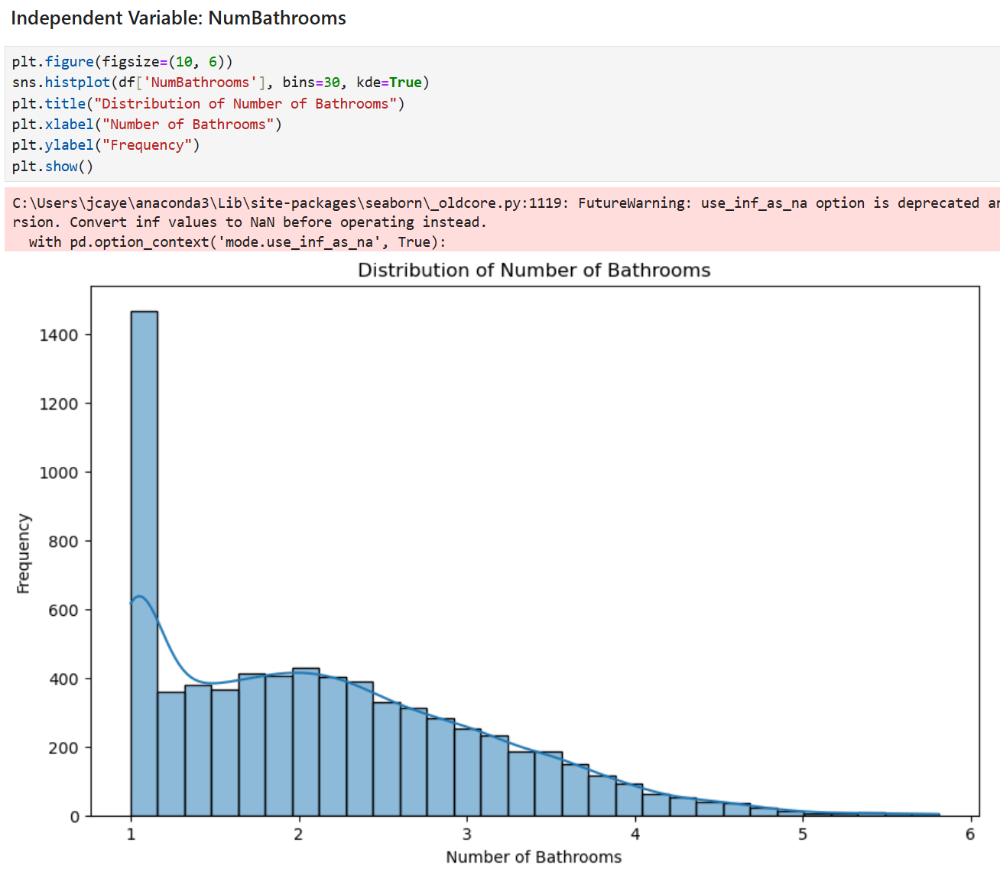 Independent Variable: NumBathrooms
plt.figure(figsize=(10, 6))
sns.histplot(df['NumBathrooms'], bins=30, kde=True)
plt.title("Distribution of Number of Bathrooms")
plt.xlabel("Number of Bathrooms")
plt.ylabel("Frequency")
plt.show()
C:\Users\jcaye\anaconda3\Lib\site-packages\seaborn\_oldcore.py:1119: FutureWarning: use_inf_as_na option is deprecated
rsion. Convert inf values to NaN before operating instead.
with pd.option_context('mode.use_inf_as_na', True):
Distribution of Number of Bathrooms
1400
1200
1000
800
600
400
200
0
Frequency
1 2 3 4 5 6
Number of Bathrooms